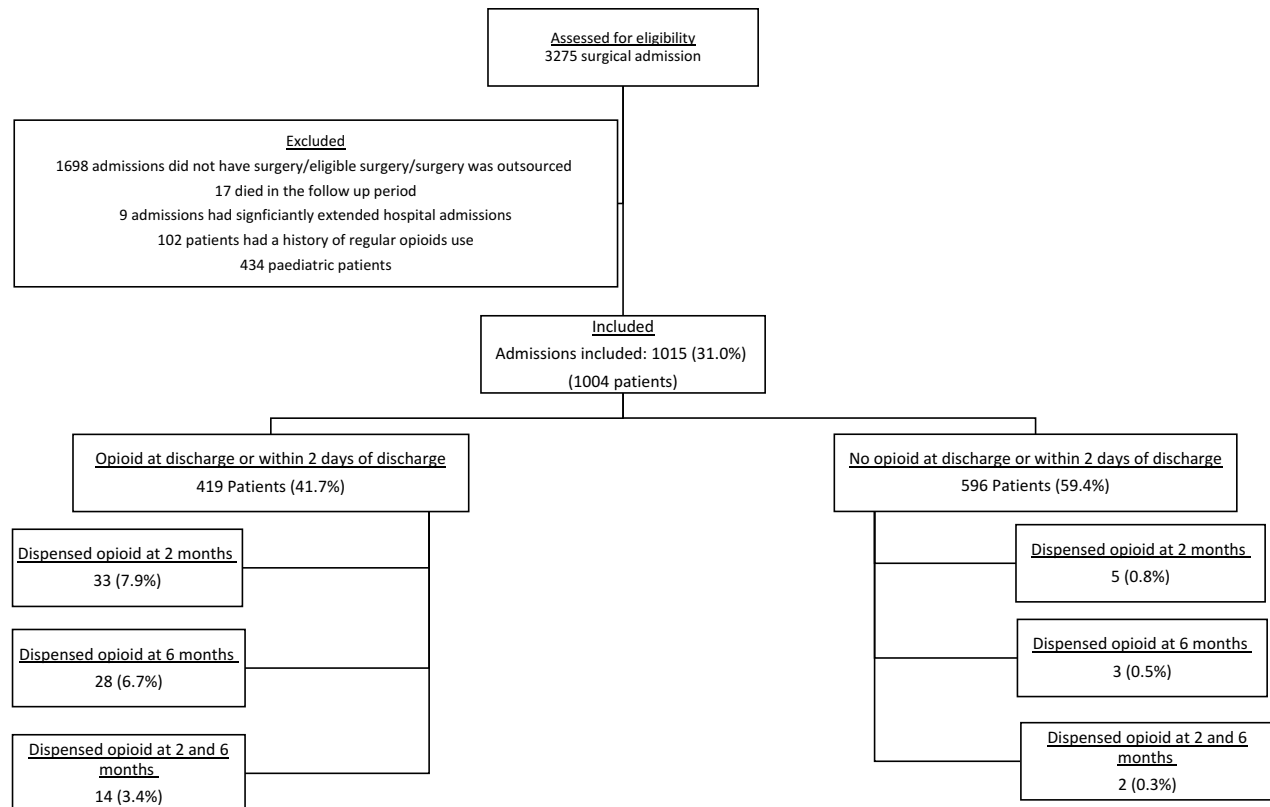 Assessed for eligibility
3275 surgical admission
Excluded
1698 admissions did not have surgery/eligible surgery/surgery was outsourced
17 died in the follow up period
9 admissions had signficiantly extended hospital admissions
102 patients had a history of regular opioids use
434 paediatric patients
Included
Admissions included: 1015 (31.0%)
(1004 patients)
Opioid at discharge or within 2 days of discharge
419 Patients (41.7%)
No opioid at discharge or within 2 days of discharge
596 Patients (59.4%)
Dispensed opioid at 2 months
33 (7.9%)
Dispensed opioid at 6 months
28 (6.7%)
Dispensed opioid at 2 and 6
months
14 (3.4%)
Dispensed opioid at 2 months
5 (0.8%)
Dispensed opioid at 6 months
3 (0.5%)
Dispensed opioid at 2 and 6
months
2 (0.3%)